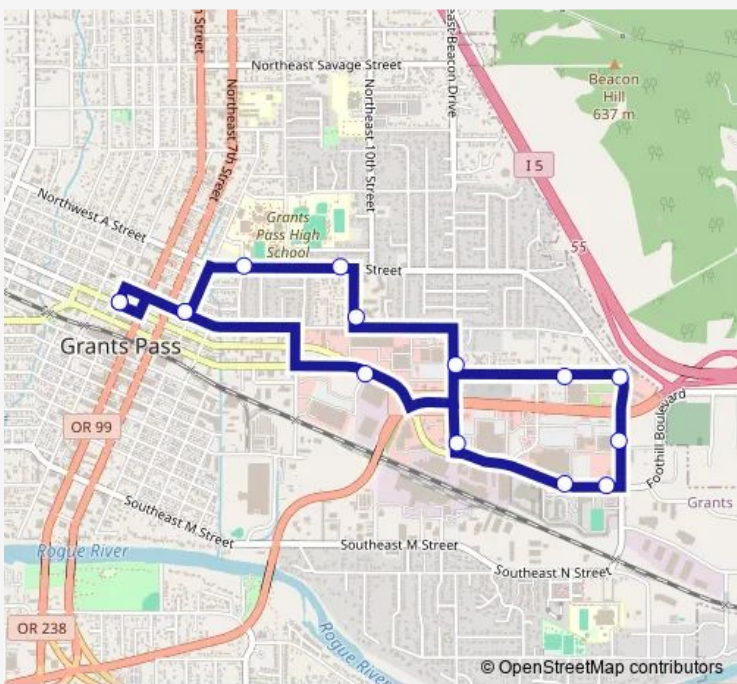 h Street
Northeast Savage Street
east Beacon Drive
Beacon
Hill
637 m
Northeast 7th Street
Northeast 10th Street
I 5
Northwest A Street
Grants
Pass High
School
55
Street
Grants Pass
OR 99
Foothill Boulevard
Grants
Southeast M Street
Southeast M Street
Rogue River
Southeast N Street
OR 238
Rogue River
© OpenStreetMap contributors